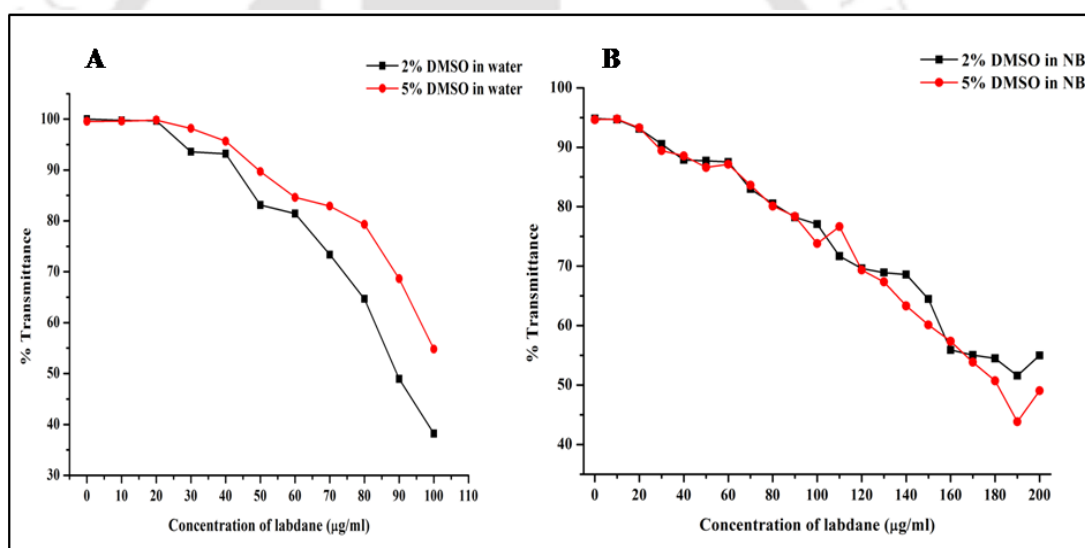 A
2% DMSO in water
5% DMSO in water
% Transmittance
100
90
80
70
60
50
40
30
0 10 20 30 40 50 60 70 80 90 100 110
Concentration of labdane (µg/ml)
B
2% DMSO in NB
5% DMSO in NB
% Transmittance
100
90
80
70
60
50
40
0 20 40 60 80 100 120 140 160 180 200
Concentration of labdane (µg/ml)